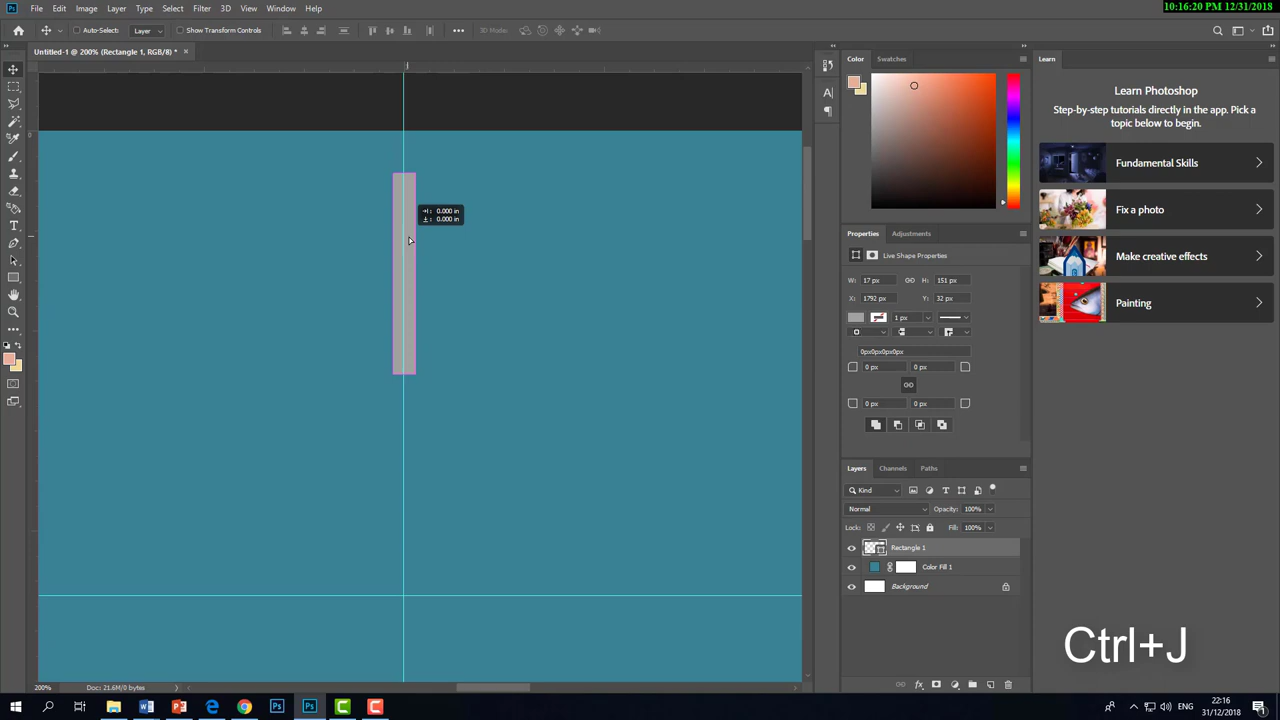 10:16:20 PM 12/31/2018
File Edit Image Layer Type Select Filter 3D View Window Help
Auto-Select: Layer Show Transform Controls 3D Mode:
Untitled-1 @ 200% (Rectangle 1, RGB/8) *
Color Swatches
Learn
Learn Photoshop
Step-by-step tutorials directly in the app. Pick a
topic below to begin.
Fundamental Skills
Fix a photo
Make creative effects
Painting
0.000 in
0.000 in
Properties Adjustments
Live Shape Properties
W: 17 px H: 151 px
X: 1792 px Y: 32 px
1 px
0px0px0px0px
0 px 0 px
0 px 0 px
Layers Channels Paths
Kind
Normal Opacity: 100%
Lock: Fill: 100%
Rectangle 1
Color Fill 1
Background
Ctrl+J
200% Doc: 21.6M/0 bytes
ENG
22:16
31/12/2018